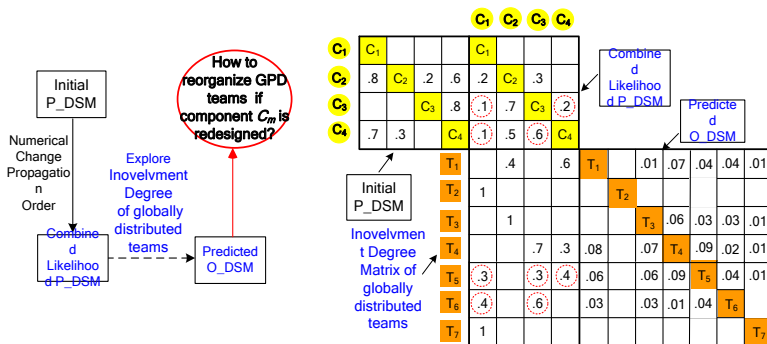 Initial
P_DSM
Numerical
Change
Propagatio
n
Order
Combine
d
Likelihoo
d P_DSM
Explore
Inovelvment
Degree
of globally
distributed
teams
Predicted
O_DSM
How to
reorganize GPD
teams if
component Cm is
redesigned?
C1 C2 C3 C4
C1 C1 C1
C2 .8 C2 .2 .6 .2 C2 .3
C3 C3 .8 .1 .7 C3 .2
C4 .7 .3 C4 .1 .5 .6 C4
Combine
d
Likelihoo
d P_DSM
Predicted
O_DSM
Initial
P_DSM
Inovelvmen
t Degree
Matrix of
globally
distributed
teams
T1 .4 .6 T1 .01 .07 .04 .04 .01
T2 1 T2
T3 1 T3 .06 .03 .03 .01
T4 .7 .3 .08 .07 T4 .09 .02 .01
T5 .3 .3 .4 .06 .06 .09 T5 .04 .01
T6 .4 .6 .03 .03 .01 .04 T6
T7 1 T7